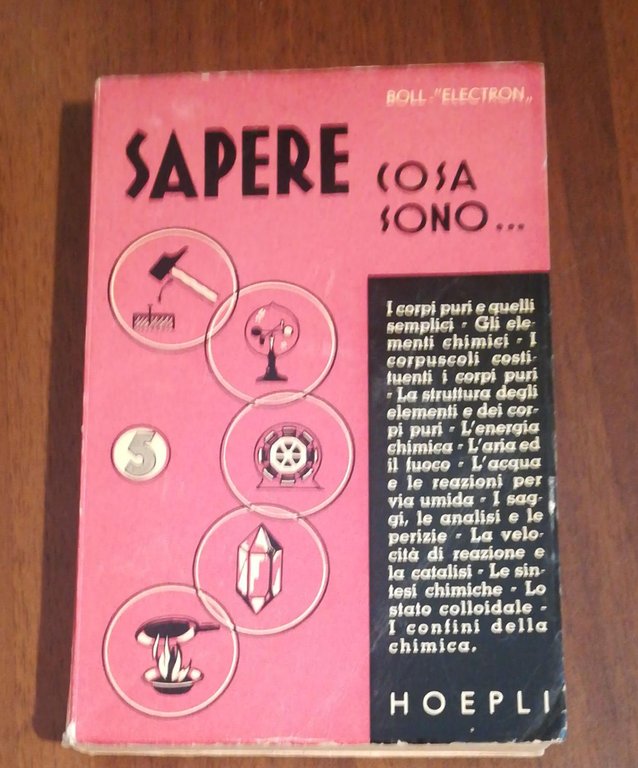 BOLL - "ELECTRON„
SAPERE COSA
SONO...
5
I corpi puri e quelli
semplici - Gli ele-
menti chimici - I
corpuscoli costi-
tuenti i corpi puri
- La struttura degli
elementi e dei cor-
pi puri - L'energia
chimica - L'aria ed
il fuoco - L'acqua
e le reazioni per
via umida - I sag-
gi, le analisi e le
perizie - La velo-
cità di reazione e
la catalisi - Le sin-
tesi chimiche - Lo
stato colloidale -
I confini della
chimica.
HOEPLI